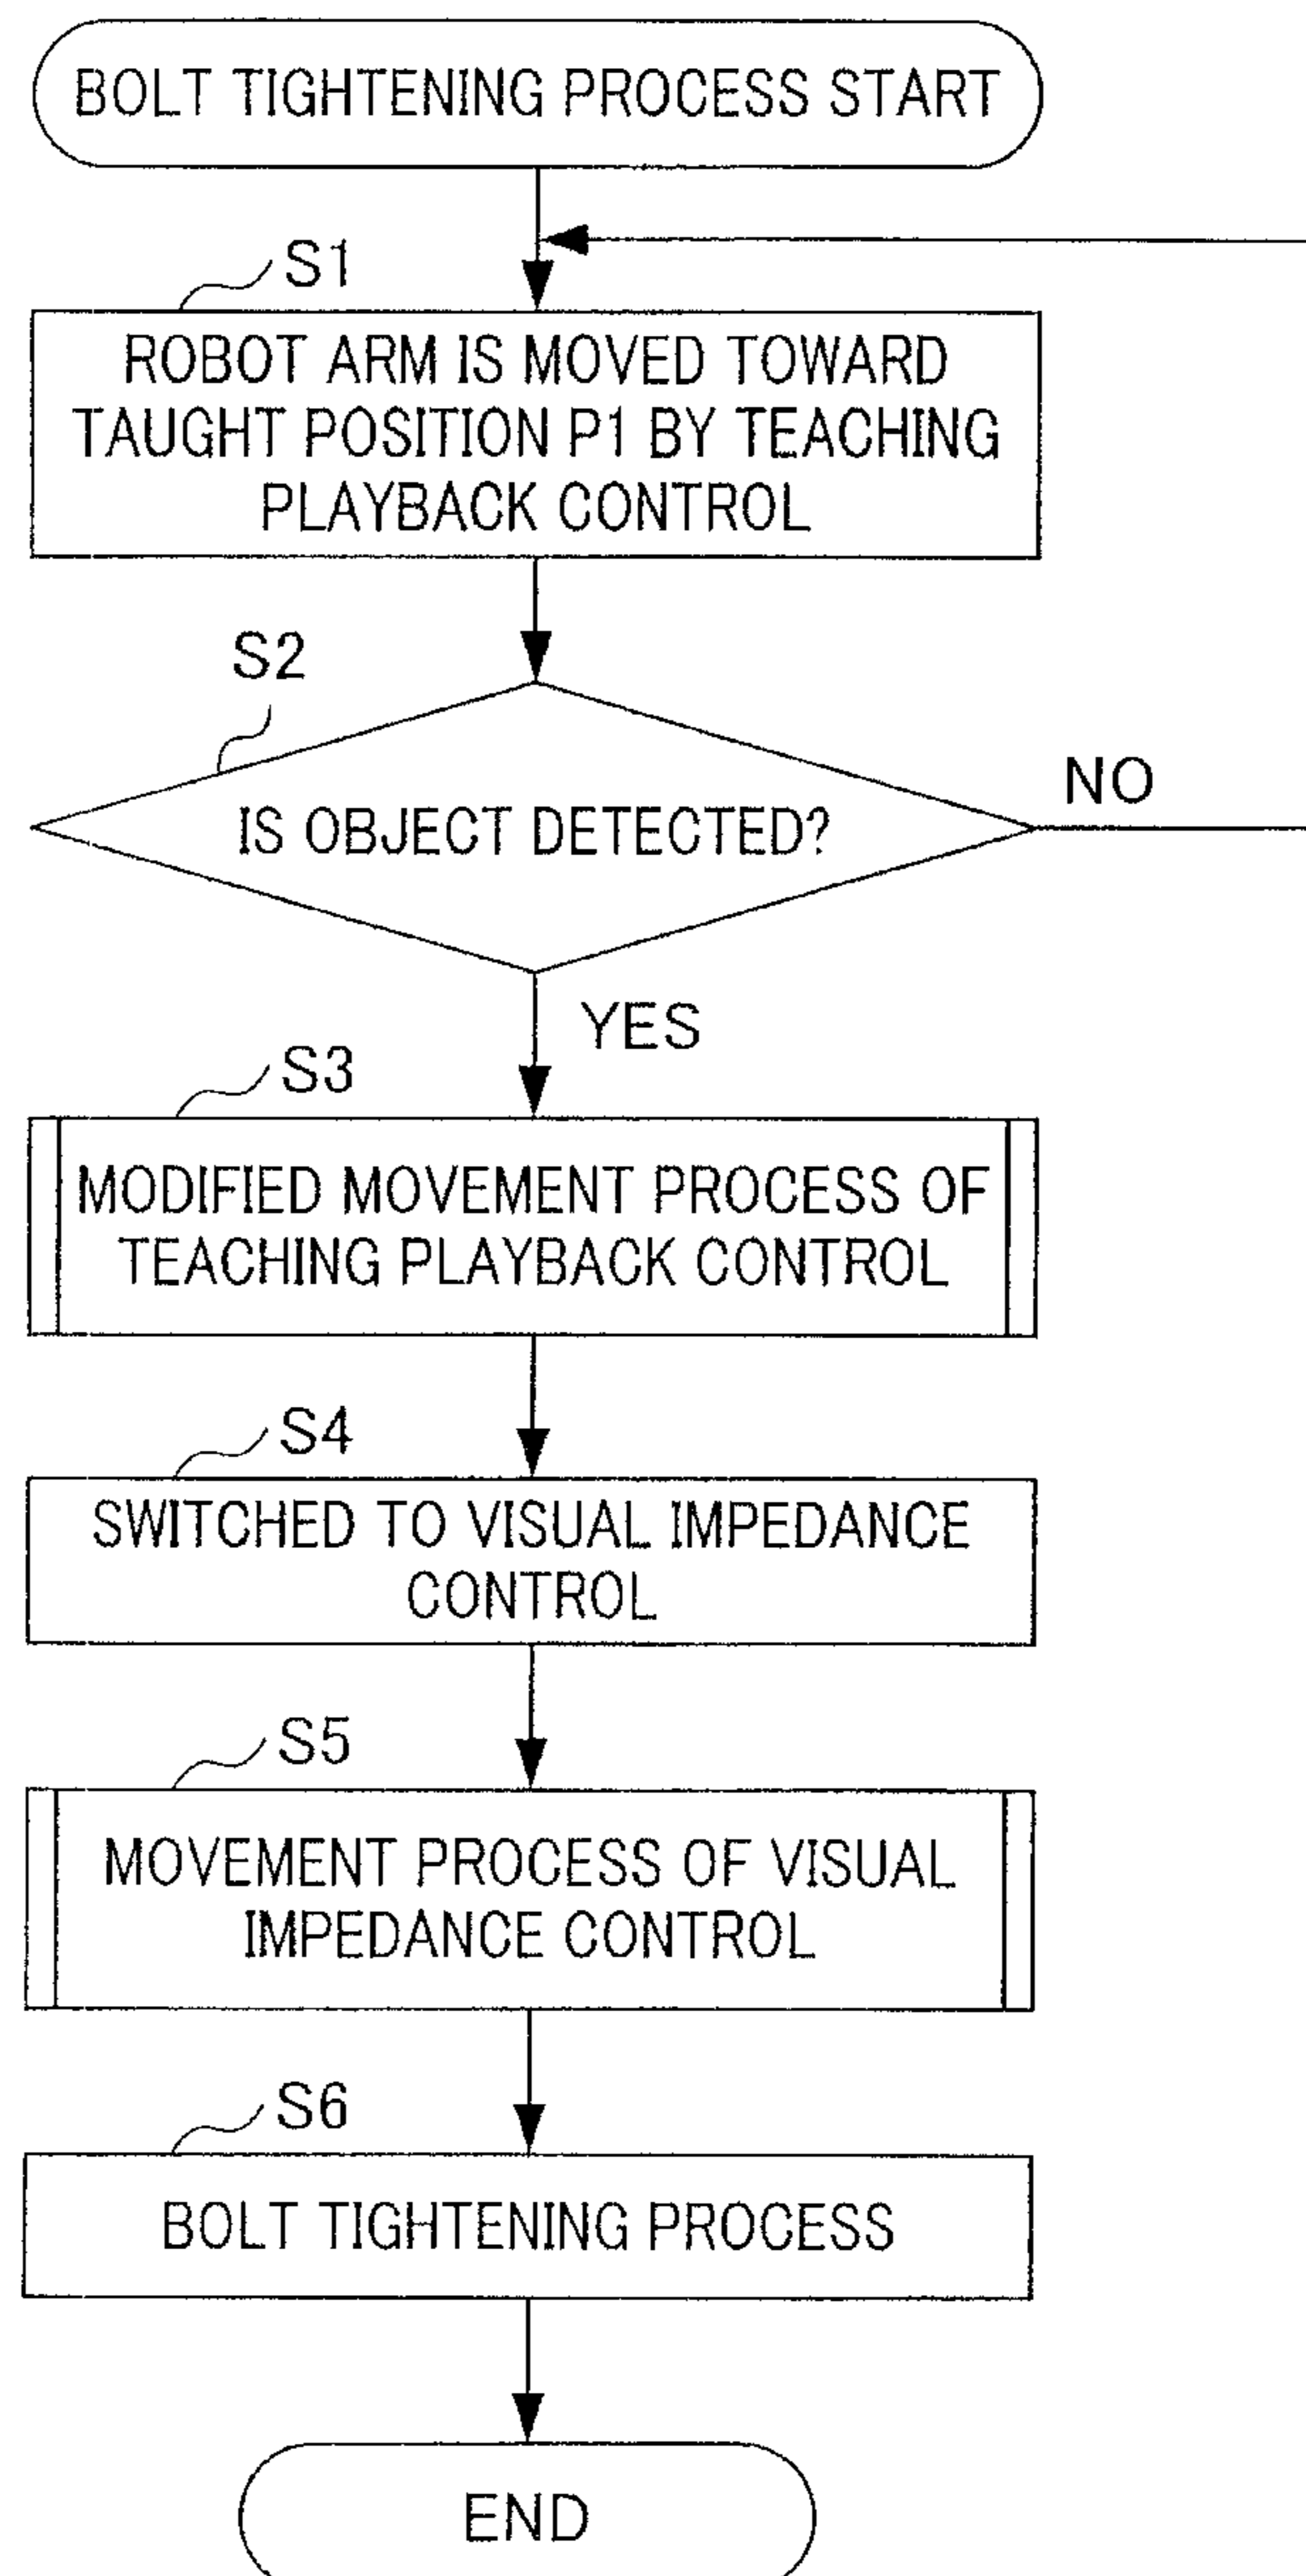 BOLT TIGHTENING PROCESS START
S1
ROBOT ARM IS MOVED TOWARD
TAUGHT POSITION P1 BY TEACHING
PLAYBACK CONTROL
S2
IS OBJECT DETECTED?
NO
YES
S3
MODIFIED MOVEMENT PROCESS OF
TEACHING PLAYBACK CONTROL
S4
SWITCHED TO VISUAL IMPEDANCE
CONTROL
S5
MOVEMENT PROCESS OF VISUAL
IMPEDANCE CONTROL
S6
BOLT TIGHTENING PROCESS
END